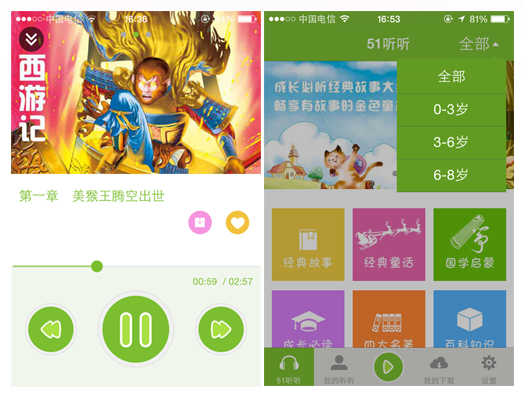 中国电信 16:36 82%
西游记
第一章 美猴王腾空出世
00:59 / 02:57
中国电信 16:53 81%
51听听 全部
全部
0-3岁
3-6岁
6-8岁
成长必听经典故事大
畅享有故事的金色童
经典故事 经典童话 国学启蒙
成长必读 四大名著 百科知识
51听听 我的听听 我的下载 设置